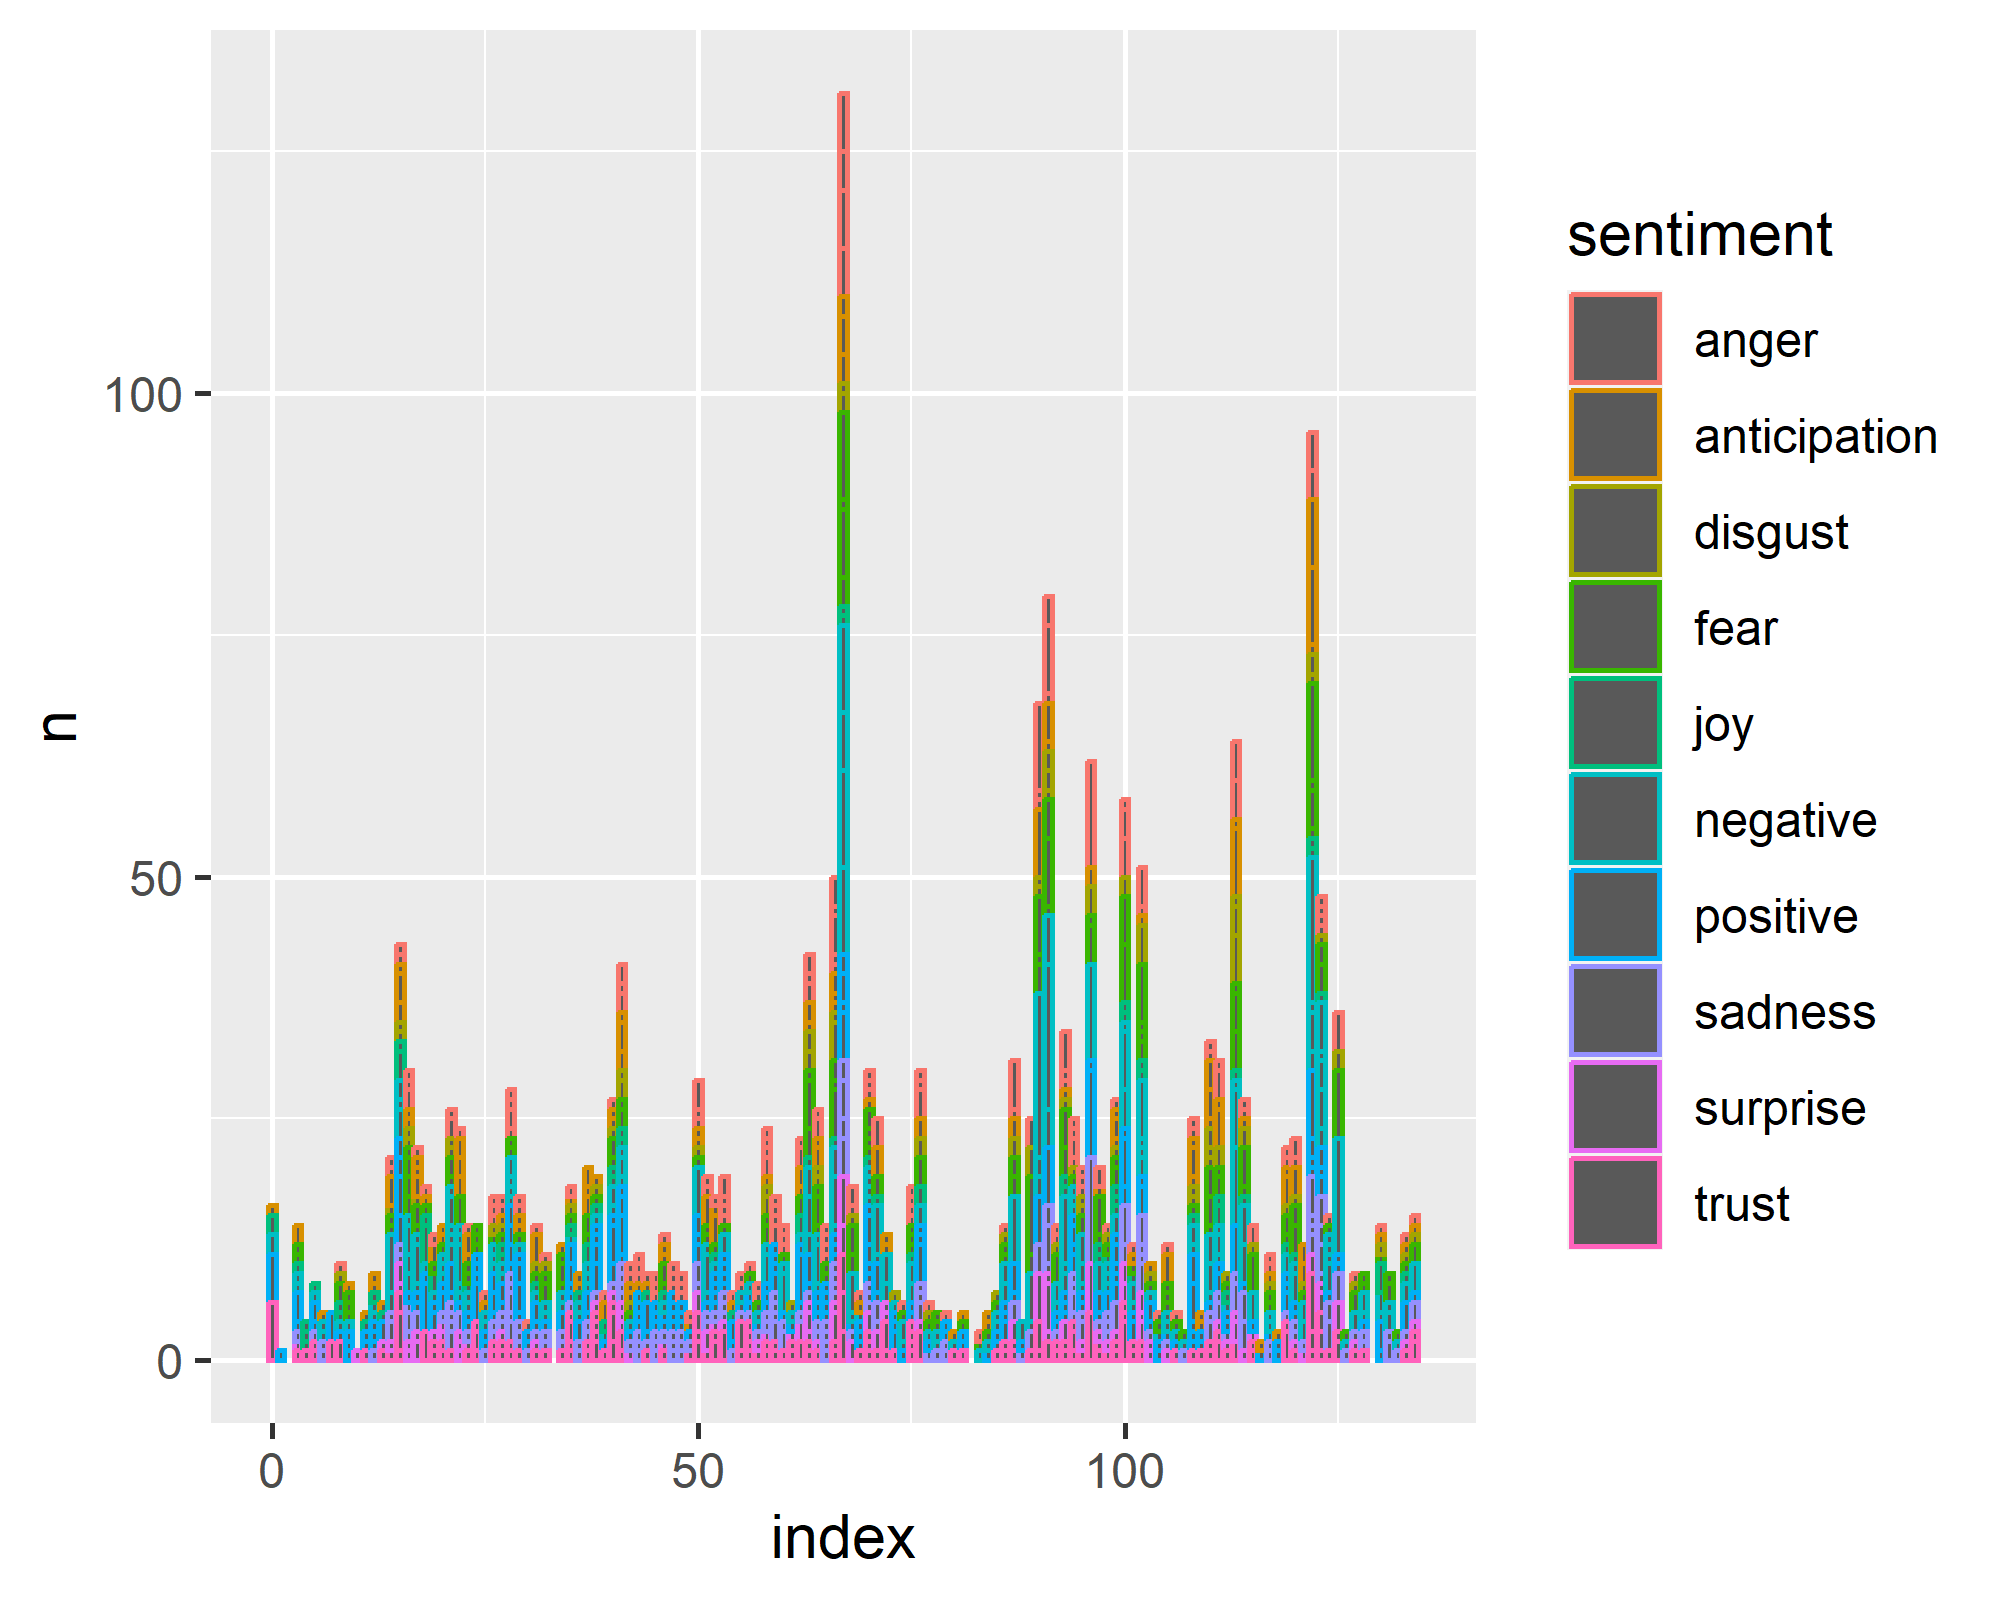 100
50
0
n
0
50
100
index
sentiment
anger
anticipation
disgust
fear
joy
negative
positive
sadness
surprise
trust